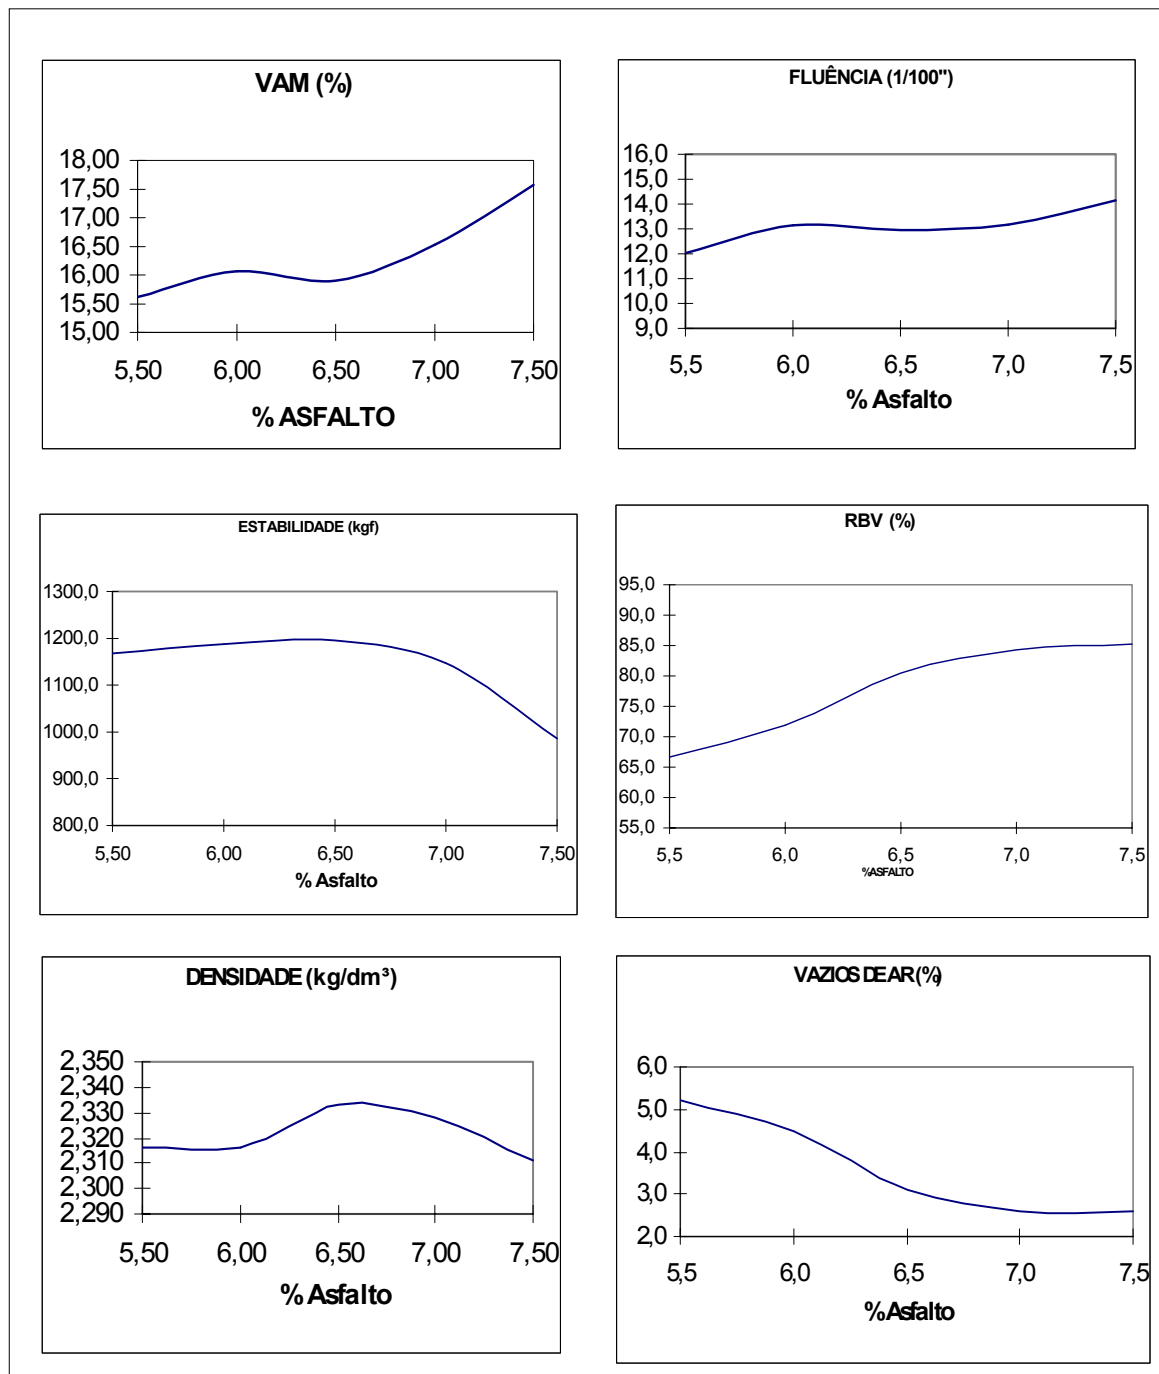 VAM (%)
18,00
17,50
17,00
16,50
16,00
15,50
15,00
5,50 6,00 6,50 7,00 7,50
% ASFALTO
FLUÊNCIA (1/100")
16,0
15,0
14,0
13,0
12,0
11,0
10,0
9,0
5,5 6,0 6,5 7,0 7,5
% Asfalto
ESTABILIDADE (kgf)
1300,0
1200,0
1100,0
1000,0
900,0
800,0
5,50 6,00 6,50 7,00 7,50
% Asfalto
RBV (%)
95,0
90,0
85,0
80,0
75,0
70,0
65,0
60,0
55,0
5,5 6,0 6,5 7,0 7,5
%ASFALTO
DENSIDADE (kg/dm³)
2,350
2,340
2,330
2,320
2,310
2,300
2,290
5,50 6,00 6,50 7,00 7,50
% Asfalto
VAZIOS DE AR (%)
6,0
5,0
4,0
3,0
2,0
5,5 6,0 6,5 7,0 7,5
% Asfalto